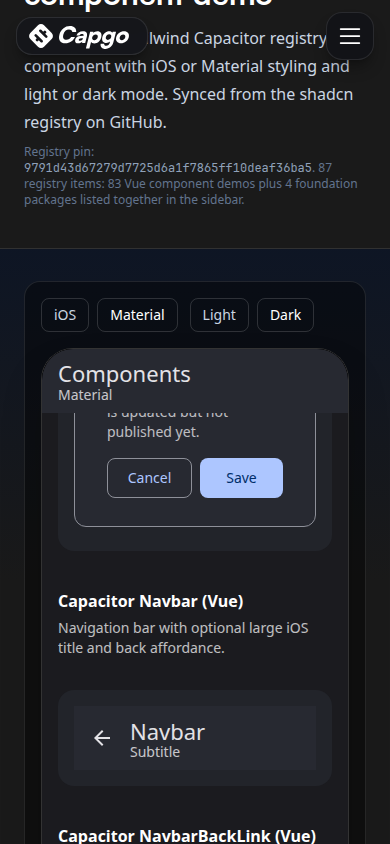 component demo
Capgo
lwind Capacitor registry
component with iOS or Material styling and
light or dark mode. Synced from the shadcn
registry on GitHub.
Registry pin:
9791d43d67279d7725d6a1f7865ff10deaf36ba5. 87
registry items: 83 Vue component demos plus 4 foundation
packages listed together in the sidebar.
iOS
Material
Light
Dark
Components
Material
is updated but not
published yet.
Cancel
Save
Capacitor Navbar (Vue)
Navigation bar with optional large iOS
title and back affordance.
Navbar
Subtitle
Capacitor NavbarBackLink (Vue)